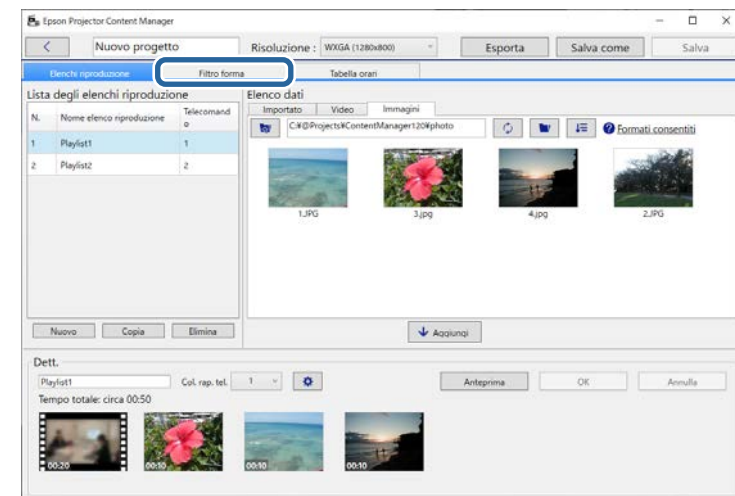 Epson Projector Content Manager
Nuovo progetto Risoluzione : WXGA (1280x800) Esporta Salva come Salva
Elenchi riproduzione Filtro forma Tabella orari
Lista degli elenchi riproduzione Elenco dati
N. Nome elenco riproduzione Telecomand
o
Importato Video Immagini
C:¥@Projects¥ContentManager120¥photo Formati consentiti
1 Playlist1 1
2 Playlist2 2
1.JPG 3.jpg 4.jpg 2.JPG
Nuovo Copia Elimina Aggiungi
Dett.
Playlist1 Col. rap. tel. 1 Anteprima OK Annulla
Tempo totale: circa 00:50
00:20 00:10 00:10 00:10